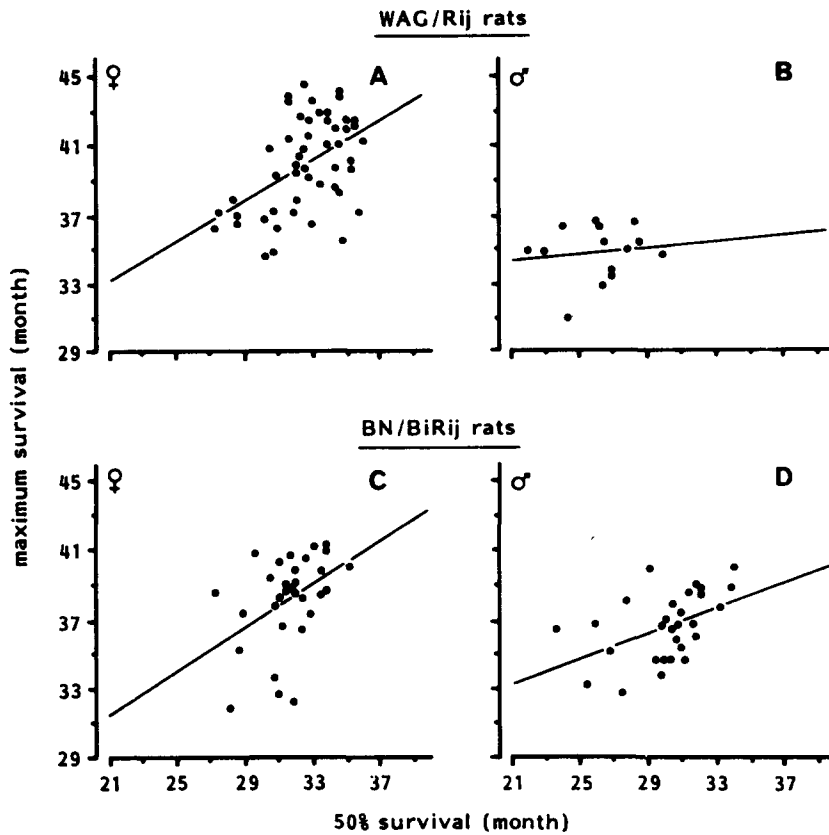 WAG/Rij rats
♀ A
♂ B
45
41
37
33
29
maximum survival (month)
BN/BiRij rats
♀ C
♂ D
45
41
37
33
29
21 25 29 33 37
21 25 29 33 37
50% survival (month)